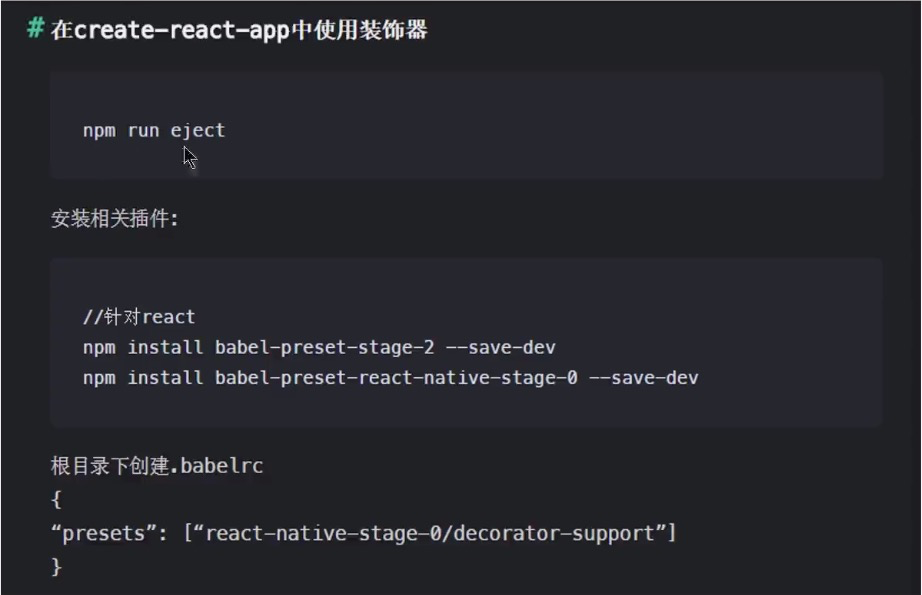 # 在create-react-app中使用装饰器
npm run eject
安装相关插件:
//针对react
npm install babel-preset-stage-2 --save-dev
npm install babel-preset-react-native-stage-0 --save-dev
根目录下创建.babelrc
{
“presets”: [“react-native-stage-0/decorator-support”]
}